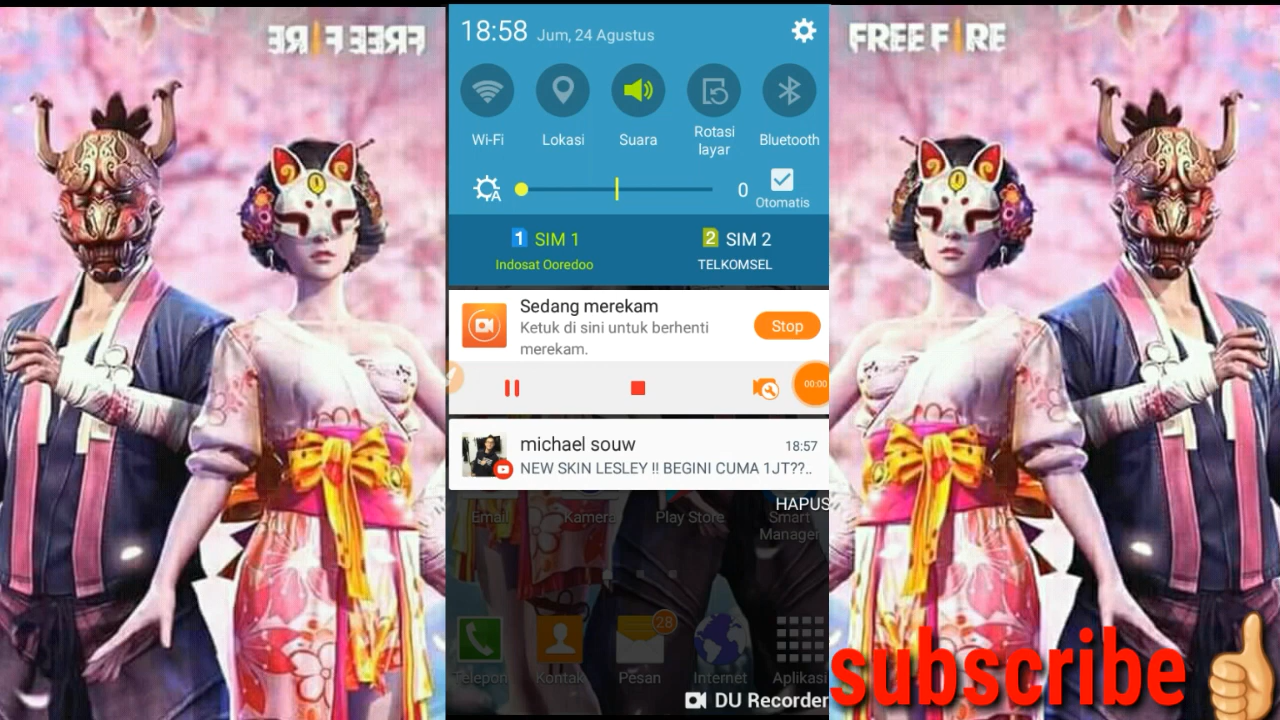 FREE FIRE
18:58 Jum, 24 Agustus
FREE FIRE
Wi-Fi
Lokasi
Suara
Rotasi
layar
Bluetooth
A
0
Otomatis
1 SIM 1
Indosat Ooredoo
2 SIM 2
TELKOMSEL
Sedang merekam
Ketuk di sini untuk berhenti
merekam.
Stop
00:00
michael souw 18:57
NEW SKIN LESLEY !! BEGINI CUMA 1JT??..
HAPUS
Email
Kamera
Play Store
Smart
Manager
28
Telepon
Kontak
Pesan
Internet
Aplikasi
DU Recorder
subscribe